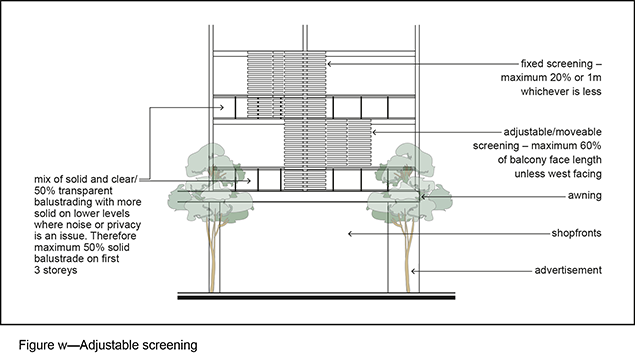 fixed screening –
maximum 20% or 1m
whichever is less
adjustable/moveable
screening – maximum 60%
of balcony face length
unless west facing
awning
shopfronts
advertisement
mix of solid and clear/
50% transparent
balustrading with more
solid on lower levels
where noise or privacy
is an issue. Therefore
maximum 50% solid
balustrade on first
3 storeys
Figure w—Adjustable screening